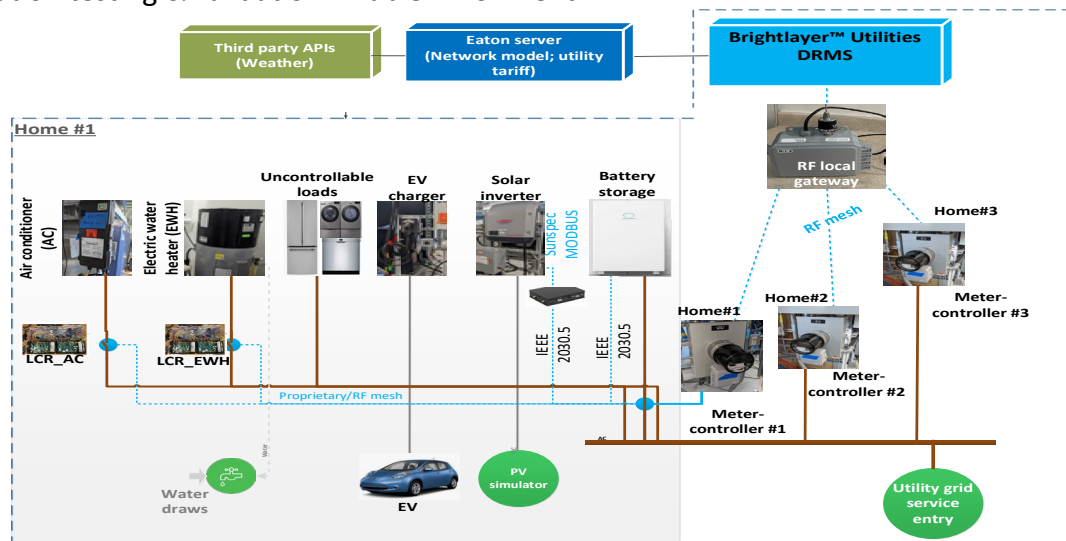 Third party APIs
(Weather)
Eaton server
(Network model; utility
tariff)
Brightlayer™ Utilities
DRMS
Home #1
RF local
gateway
RF mesh
Uncontrollable
loads
EV
charger
Solar
inverter
Battery
storage
Air conditioner
(AC)
Electric water
heater (EWH)
Sunspec
MODBUS
Home#3
Home#1
Home#2
Meter-
controller #3
IEEE
2030.5
IEEE
2030.5
LCR_AC
LCR_EWH
Proprietary/RF mesh
Meter-
controller #2
Meter-
controller #1
AC
Water
Water
draws
EV
PV
simulator
Utility grid
service
entry